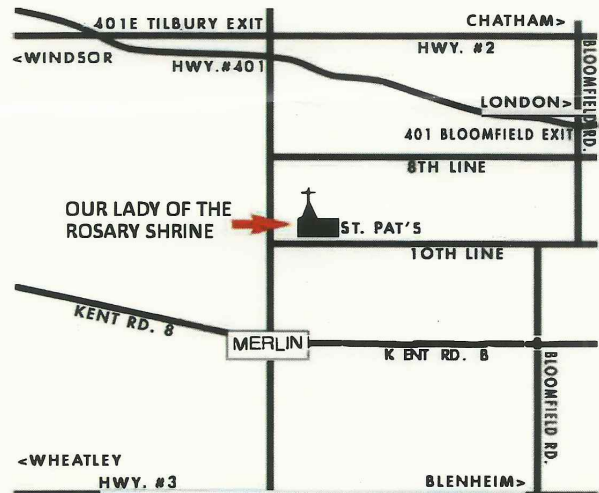 401E TILBURY EXIT
CHATHAM>
HWY. #2
<WINDSOR
HWY.#401
BLOOMFIELD RD.
LONDON>
401 BLOOMFIELD EXIT
8TH LINE
OUR LADY OF THE
ROSARY SHRINE
ST. PAT'S
10TH LINE
KENT RD. 8
MERLIN
K ENT RD. 8
BLOOMFIELD RD.
<WHEATLEY
HWY. #3
BLENHEIM>